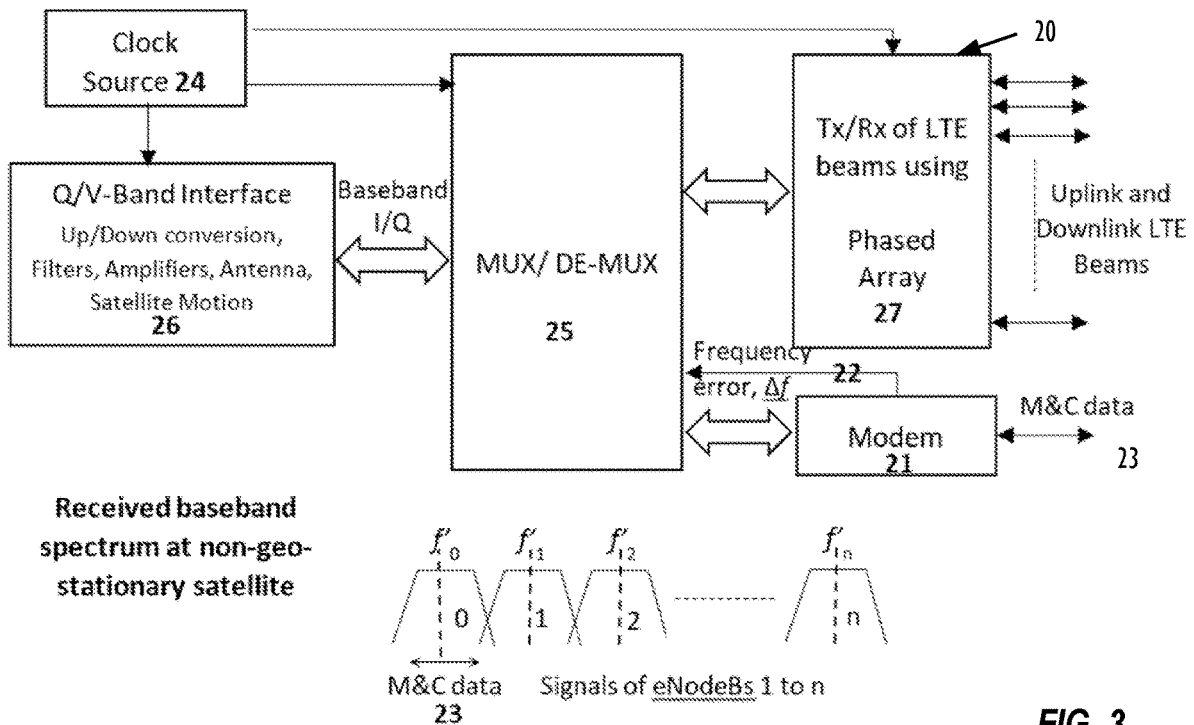 Clock
Source 24
20
Q/V-Band Interface
Up/Down conversion,
Filters, Amplifiers, Antenna,
Satellite Motion
26
Baseband
I/Q
MUX/ DE-MUX
25
Tx/Rx of LTE
beams using
Phased
Array
27
Uplink and
Downlink LTE
Beams
Frequency
22
error, Δf
Modem
21
M&C data
23
Received baseband
spectrum at non-geo-
stationary satellite
f'0
f'1
f'2
f'n
0
1
2
n
M&C data
23
Signals of eNodeBs 1 to n
FIG. 3